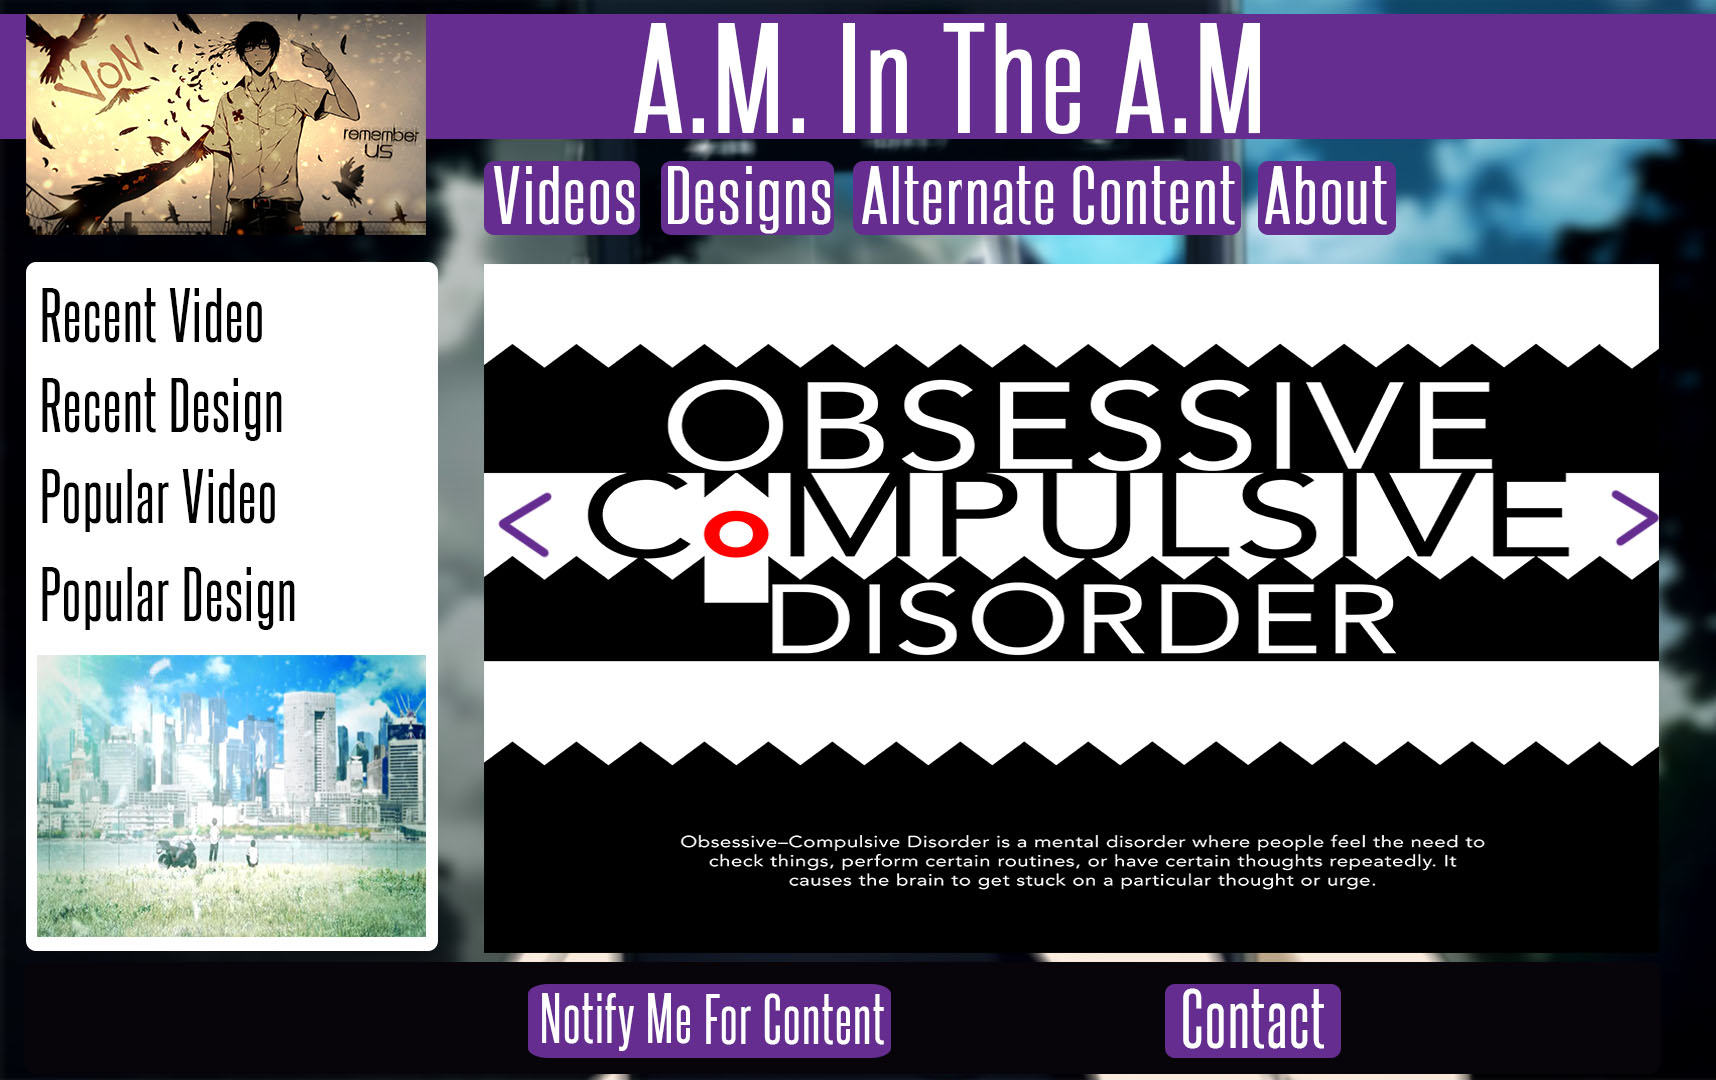 A.M. In The A.M
VON
remember
us
Videos
Designs
Alternate Content
About
Recent Video
Recent Design
Popular Video
Popular Design
OBSESSIVE
< CoMPULSIVE >
DISORDER
Obsessive–Compulsive Disorder is a mental disorder where people feel the need to
check things, perform certain routines, or have certain thoughts repeatedly. It
causes the brain to get stuck on a particular thought or urge.
Notify Me For Content
Contact